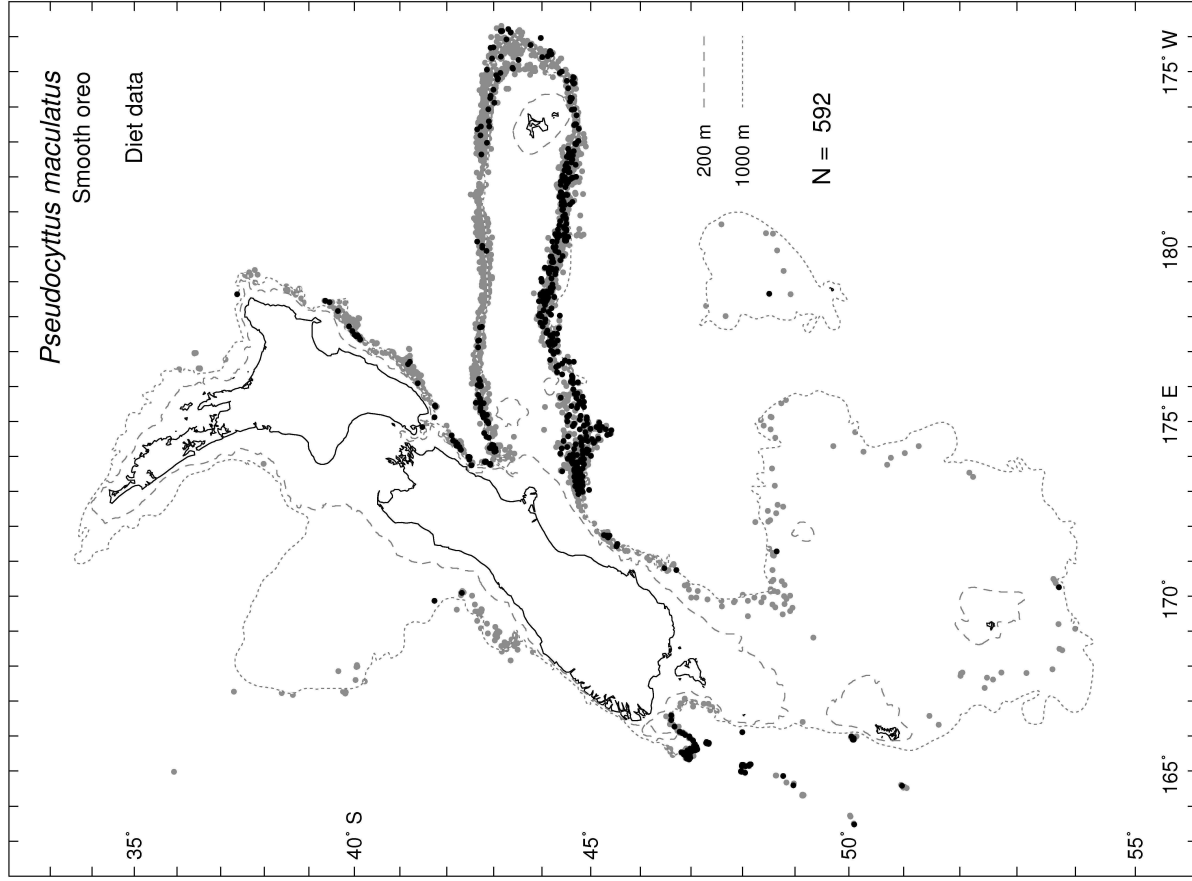 Pseudocyttus maculatus
Smooth oreo
Diet data
200 m
1000 m
N = 592
35°
40° S
45°
50°
55°
165°
170°
175° E
180°
175° W